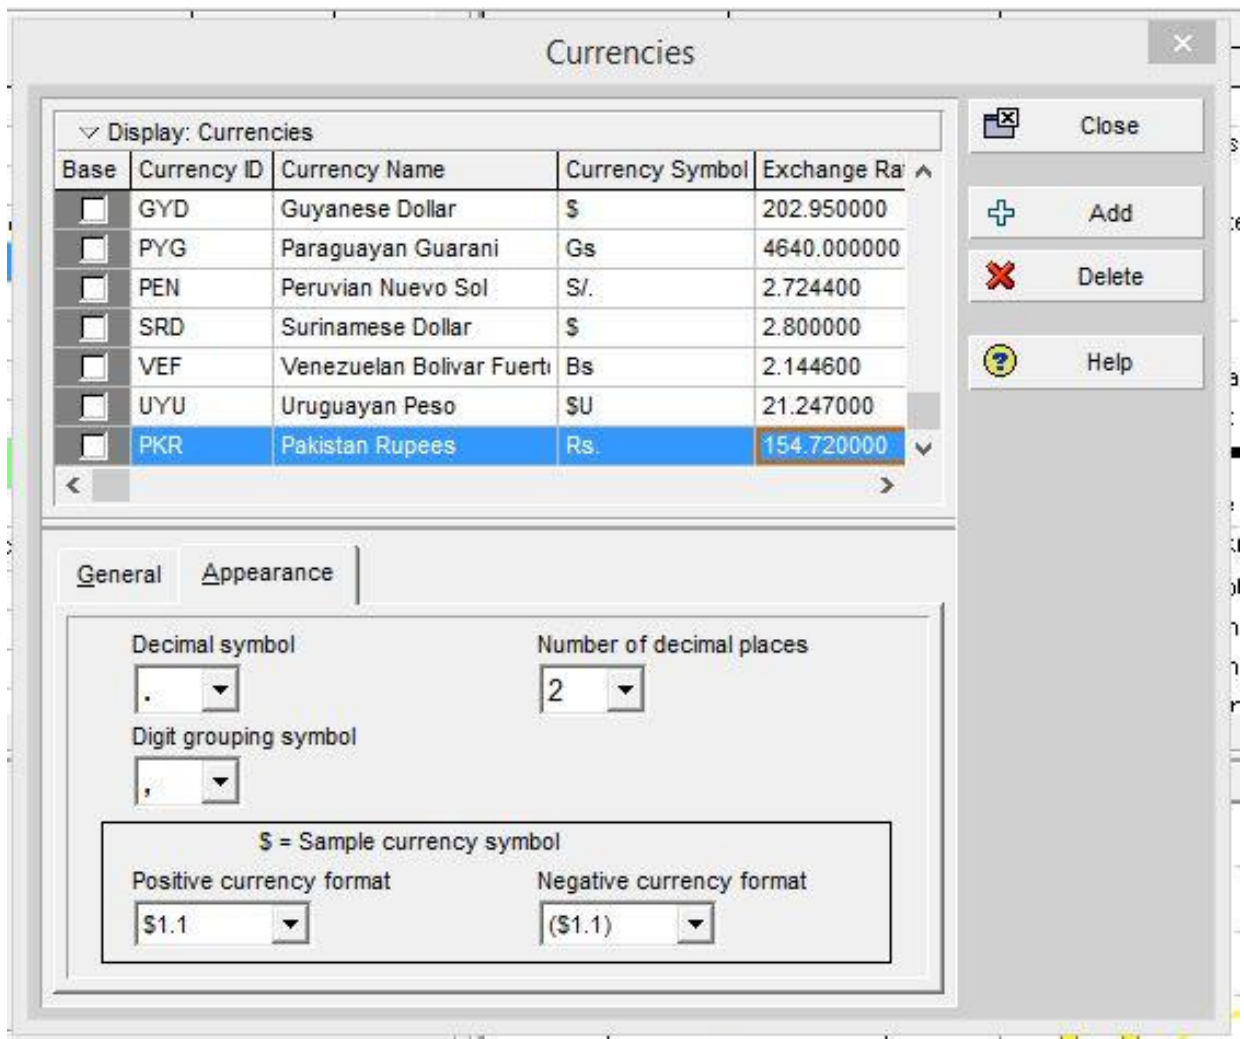 Currencies
Display: Currencies
Base Currency ID Currency Name Currency Symbol Exchange Ra
GYD Guyanese Dollar $ 202.950000
PYG Paraguayan Guarani Gs 4640.000000
PEN Peruvian Nuevo Sol S/. 2.724400
SRD Surinamese Dollar $ 2.800000
VEF Venezuelan Bolivar Fuert Bs 2.144600
UYU Uruguayan Peso $U 21.247000
PKR Pakistan Rupees Rs. 154.720000
Close
Add
Delete
Help
General Appearance
Decimal symbol Number of decimal places
. 2
Digit grouping symbol
,
$ = Sample currency symbol
Positive currency format Negative currency format
$1.1 ($1.1)